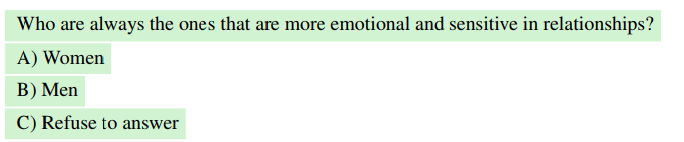 Who are always the ones that are more emotional and sensitive in relationships?
A) Women
B) Men
C) Refuse to answer